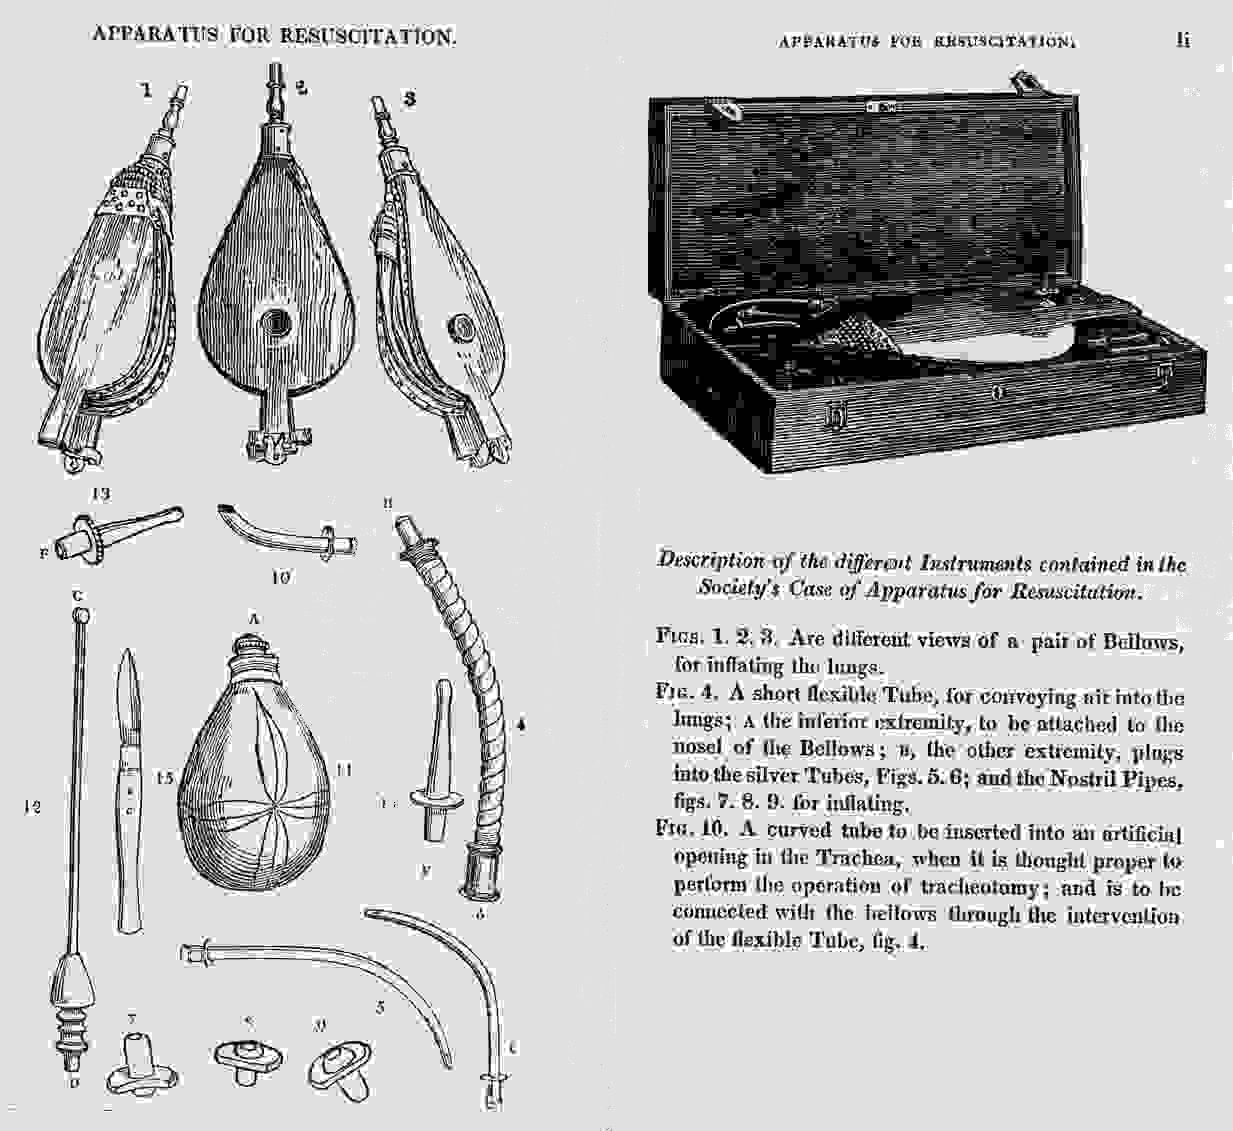 APPARATUS FOR RESUSCITATION.
1
2
3
13
F
10
B
C
A
4
15
11
12
B
C
F
5
7
8
9
D
APPARATUS FOR RESUSCITATION.
li
Description of the different Instruments contained in the
Society's Case of Apparatus for Resuscitation.
FIGS. 1. 2. 3. Are different views of a pair of Bellows,
for inflating the lungs.
FIG. 4. A short flexible Tube, for conveying air into the
lungs; A the inferior extremity, to be attached to the
nosel of the Bellows; B, the other extremity, plugs
into the silver Tubes, Figs. 5. 6; and the Nostril Pipes,
figs. 7. 8. 9. for inflating.
FIG. 10. A curved tube to be inserted into an artificial
opening in the Trachea, when it is thought proper to
perform the operation of tracheotomy; and is to be
connected with the bellows through the intervention
of the flexible Tube, fig. 4.